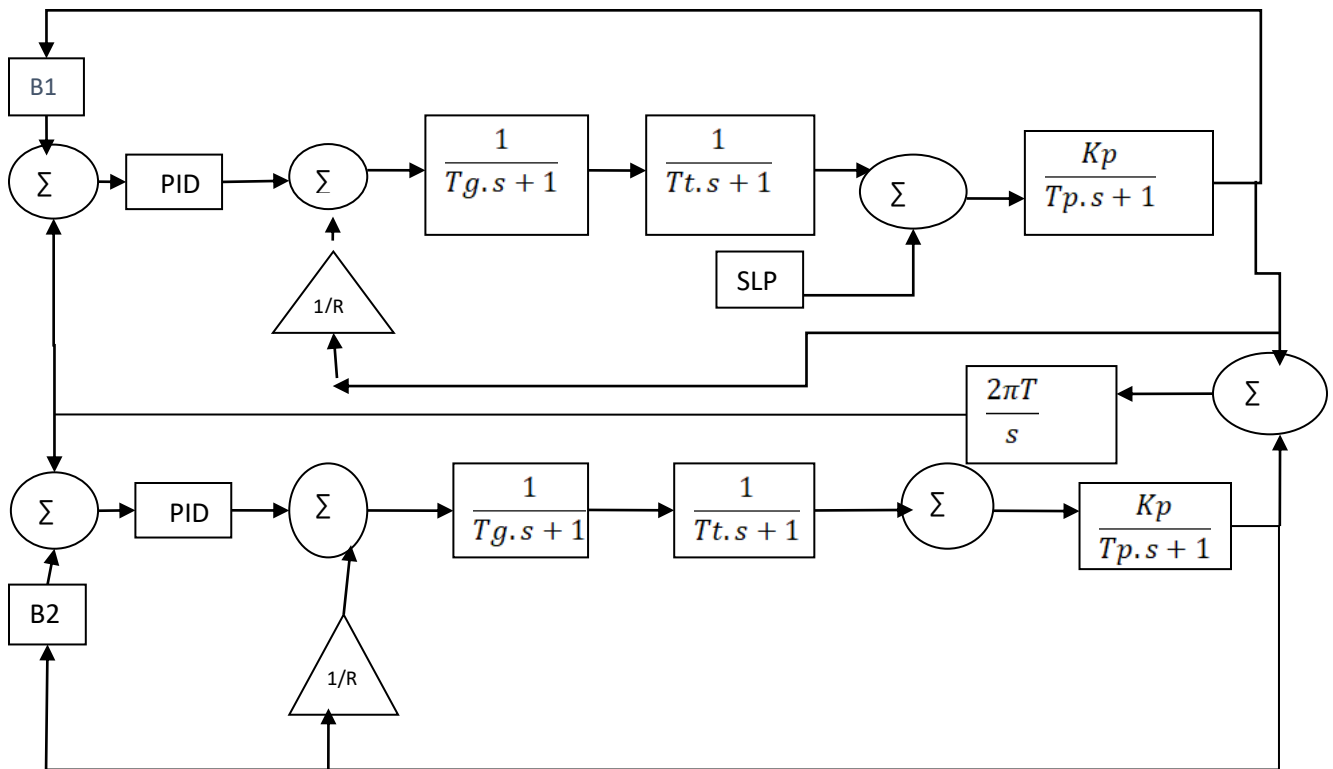 B1
Σ
PID
Σ
1
Tg.s + 1
1
Tt.s + 1
Σ
Kp
Tp.s + 1
SLP
1/R
2πT
s
Σ
Σ
PID
Σ
1
Tg.s + 1
1
Tt.s + 1
Σ
Kp
Tp.s + 1
B2
1/R